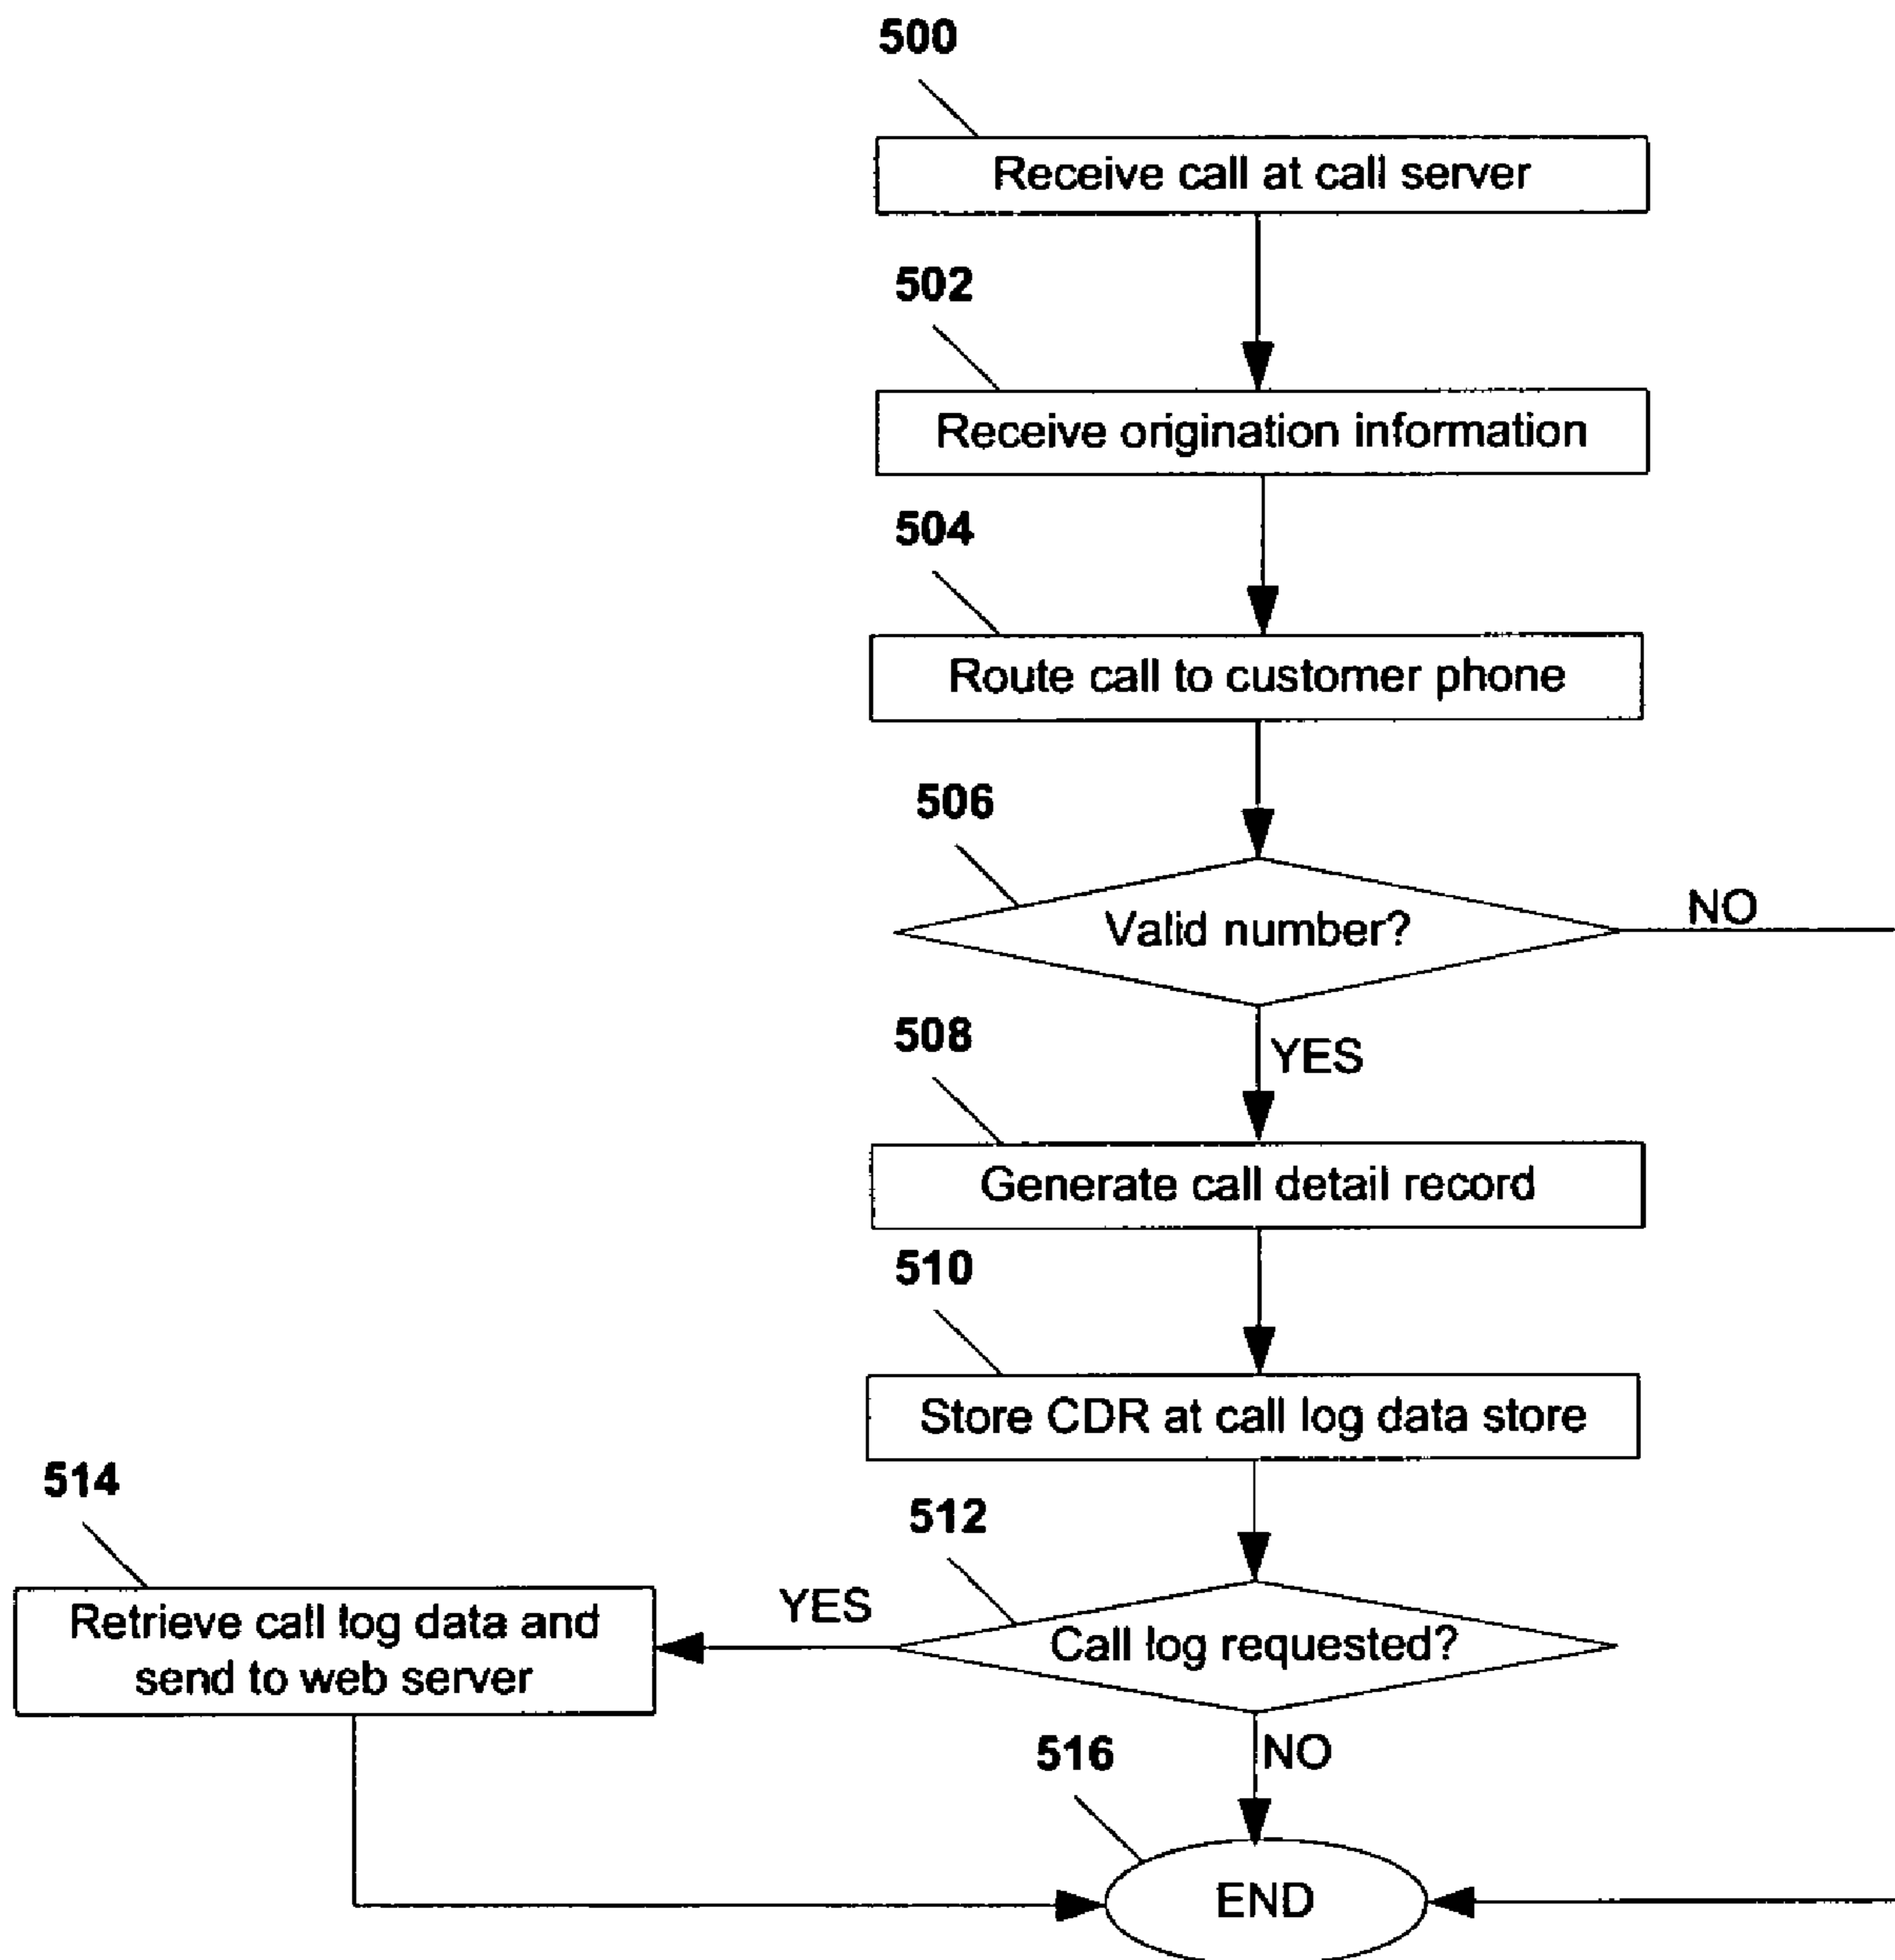 500
Receive call at call server
502
Receive origination information
504
Route call to customer phone
506
Valid number?
NO
508
YES
Generate call detail record
510
Store CDR at call log data store
514
512
Retrieve call log data and
send to web server
YES
Call log requested?
516
NO
END